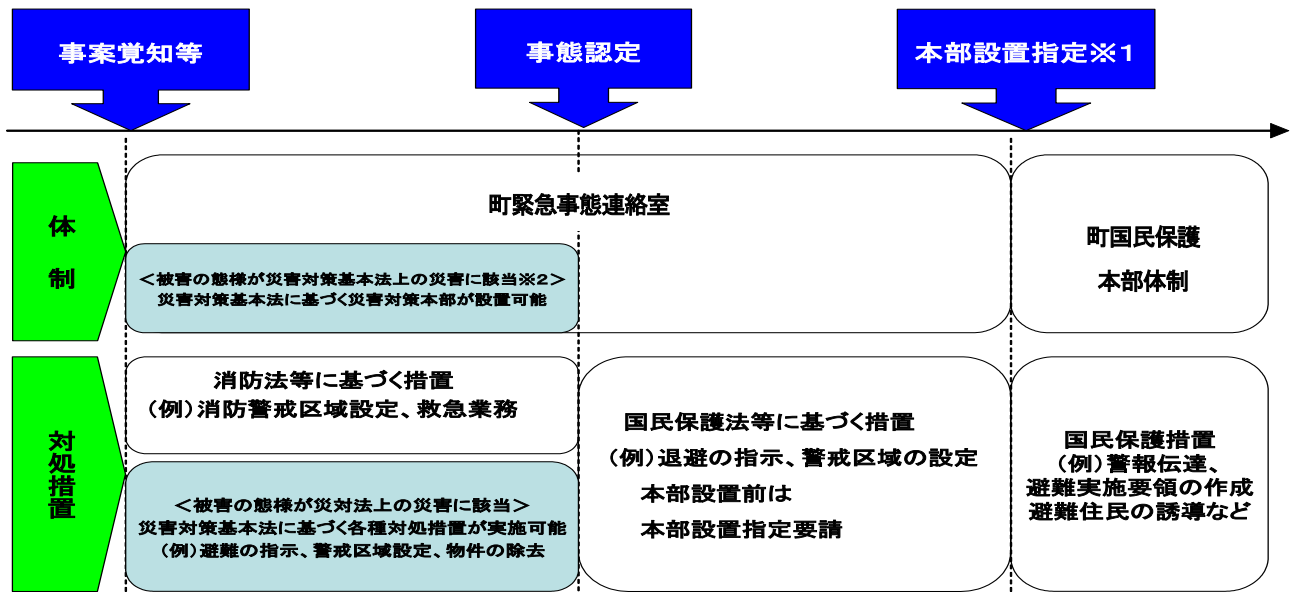 事案覚知等
事態認定
本部設置指定※1
体
制
町緊急事態連絡室
＜被害の態様が災害対策基本法上の災害に該当※2＞
災害対策基本法に基づく災害対策本部が設置可能
町国民保護
本部体制
対処措置
消防法等に基づく措置
（例）消防警戒区域設定、救急業務
＜被害の態様が災対法上の災害に該当＞
災害対策基本法に基づく各種対処措置が実施可能
（例）避難の指示、警戒区域設定、物件の除去
国民保護法等に基づく措置
（例）退避の指示、警戒区域の設定
本部設置前は
本部設置指定要請
国民保護措置
（例）警報伝達、
避難実施要領の作成
避難住民の誘導など